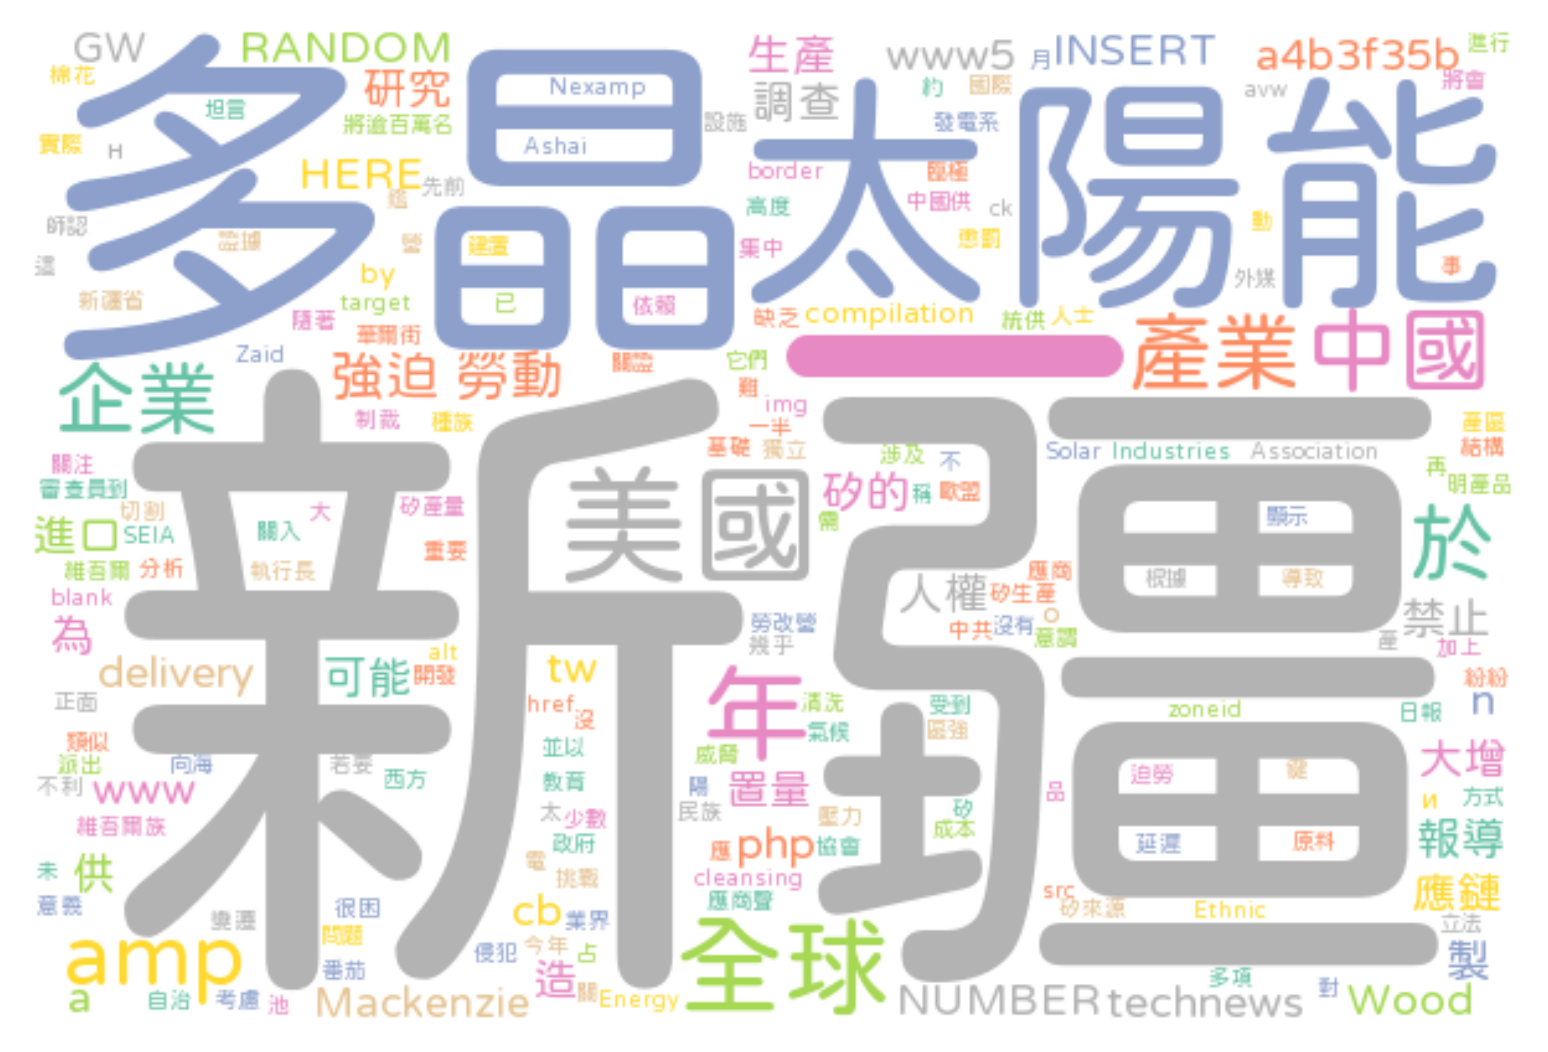 GW
RANDOM
生產
www5
月
INSERT
a4b3f35b
進行
棉花
研究
Nexamp
調查
約
國際
avw
將會
坦言
將逾百萬名
設施
發電系
實際
H
Ashai
多晶
太陽能
HERE
先前
border
臨極
高度
中國供
ck
師認
證據
營
建置
集中
懲罰
動
這
by
外媒
事
新疆省
target
已
依賴
隨著
缺乏
compilation
統供
人士
華爾街
Zaid
強迫
勞動
關鍵
它們
一
產業
中國
企業
難
制裁
種族
img
一半
產區
基礎
獨立
結構
關注
涉及
不
Solar
Industries
Association
再
審查員到
明產品
切割
大
矽產量
美國
矽的
稱
歐盟
需
顯示
進口
SEIA
關入
新疆
於
重要
維吾爾
分析
執行長
應商
根據
導致
blank
人權
矽生產
為
勞改營
中共
沒有
意謂
禁止
幾乎
產
加上
alt
delivery
可能
開發
tw
紛紛
正面
href
沒
年
清洗
受到
zoneid
日報
n
類似
並以
氣候
區強
派出
向海
若要
威脅
大增
不利
www
西方
教育
陽
置量
迫勞
鍵
品
太
少數
民族
壓力
矽
方式
維吾爾族
成本
政府
應
php
協會
延遲
原料
報導
未
供
電
挑戰
cleansing
src
意義
應商聲
矽來源
Ethnic
應鏈
變遷
很困
cb
業界
立法
問題
侵犯
今年
占
全球
製
amp
番茄
造
多項
a
自治
考慮
池
Mackenzie
關
Energy
NUMBER
technews
對
Wood